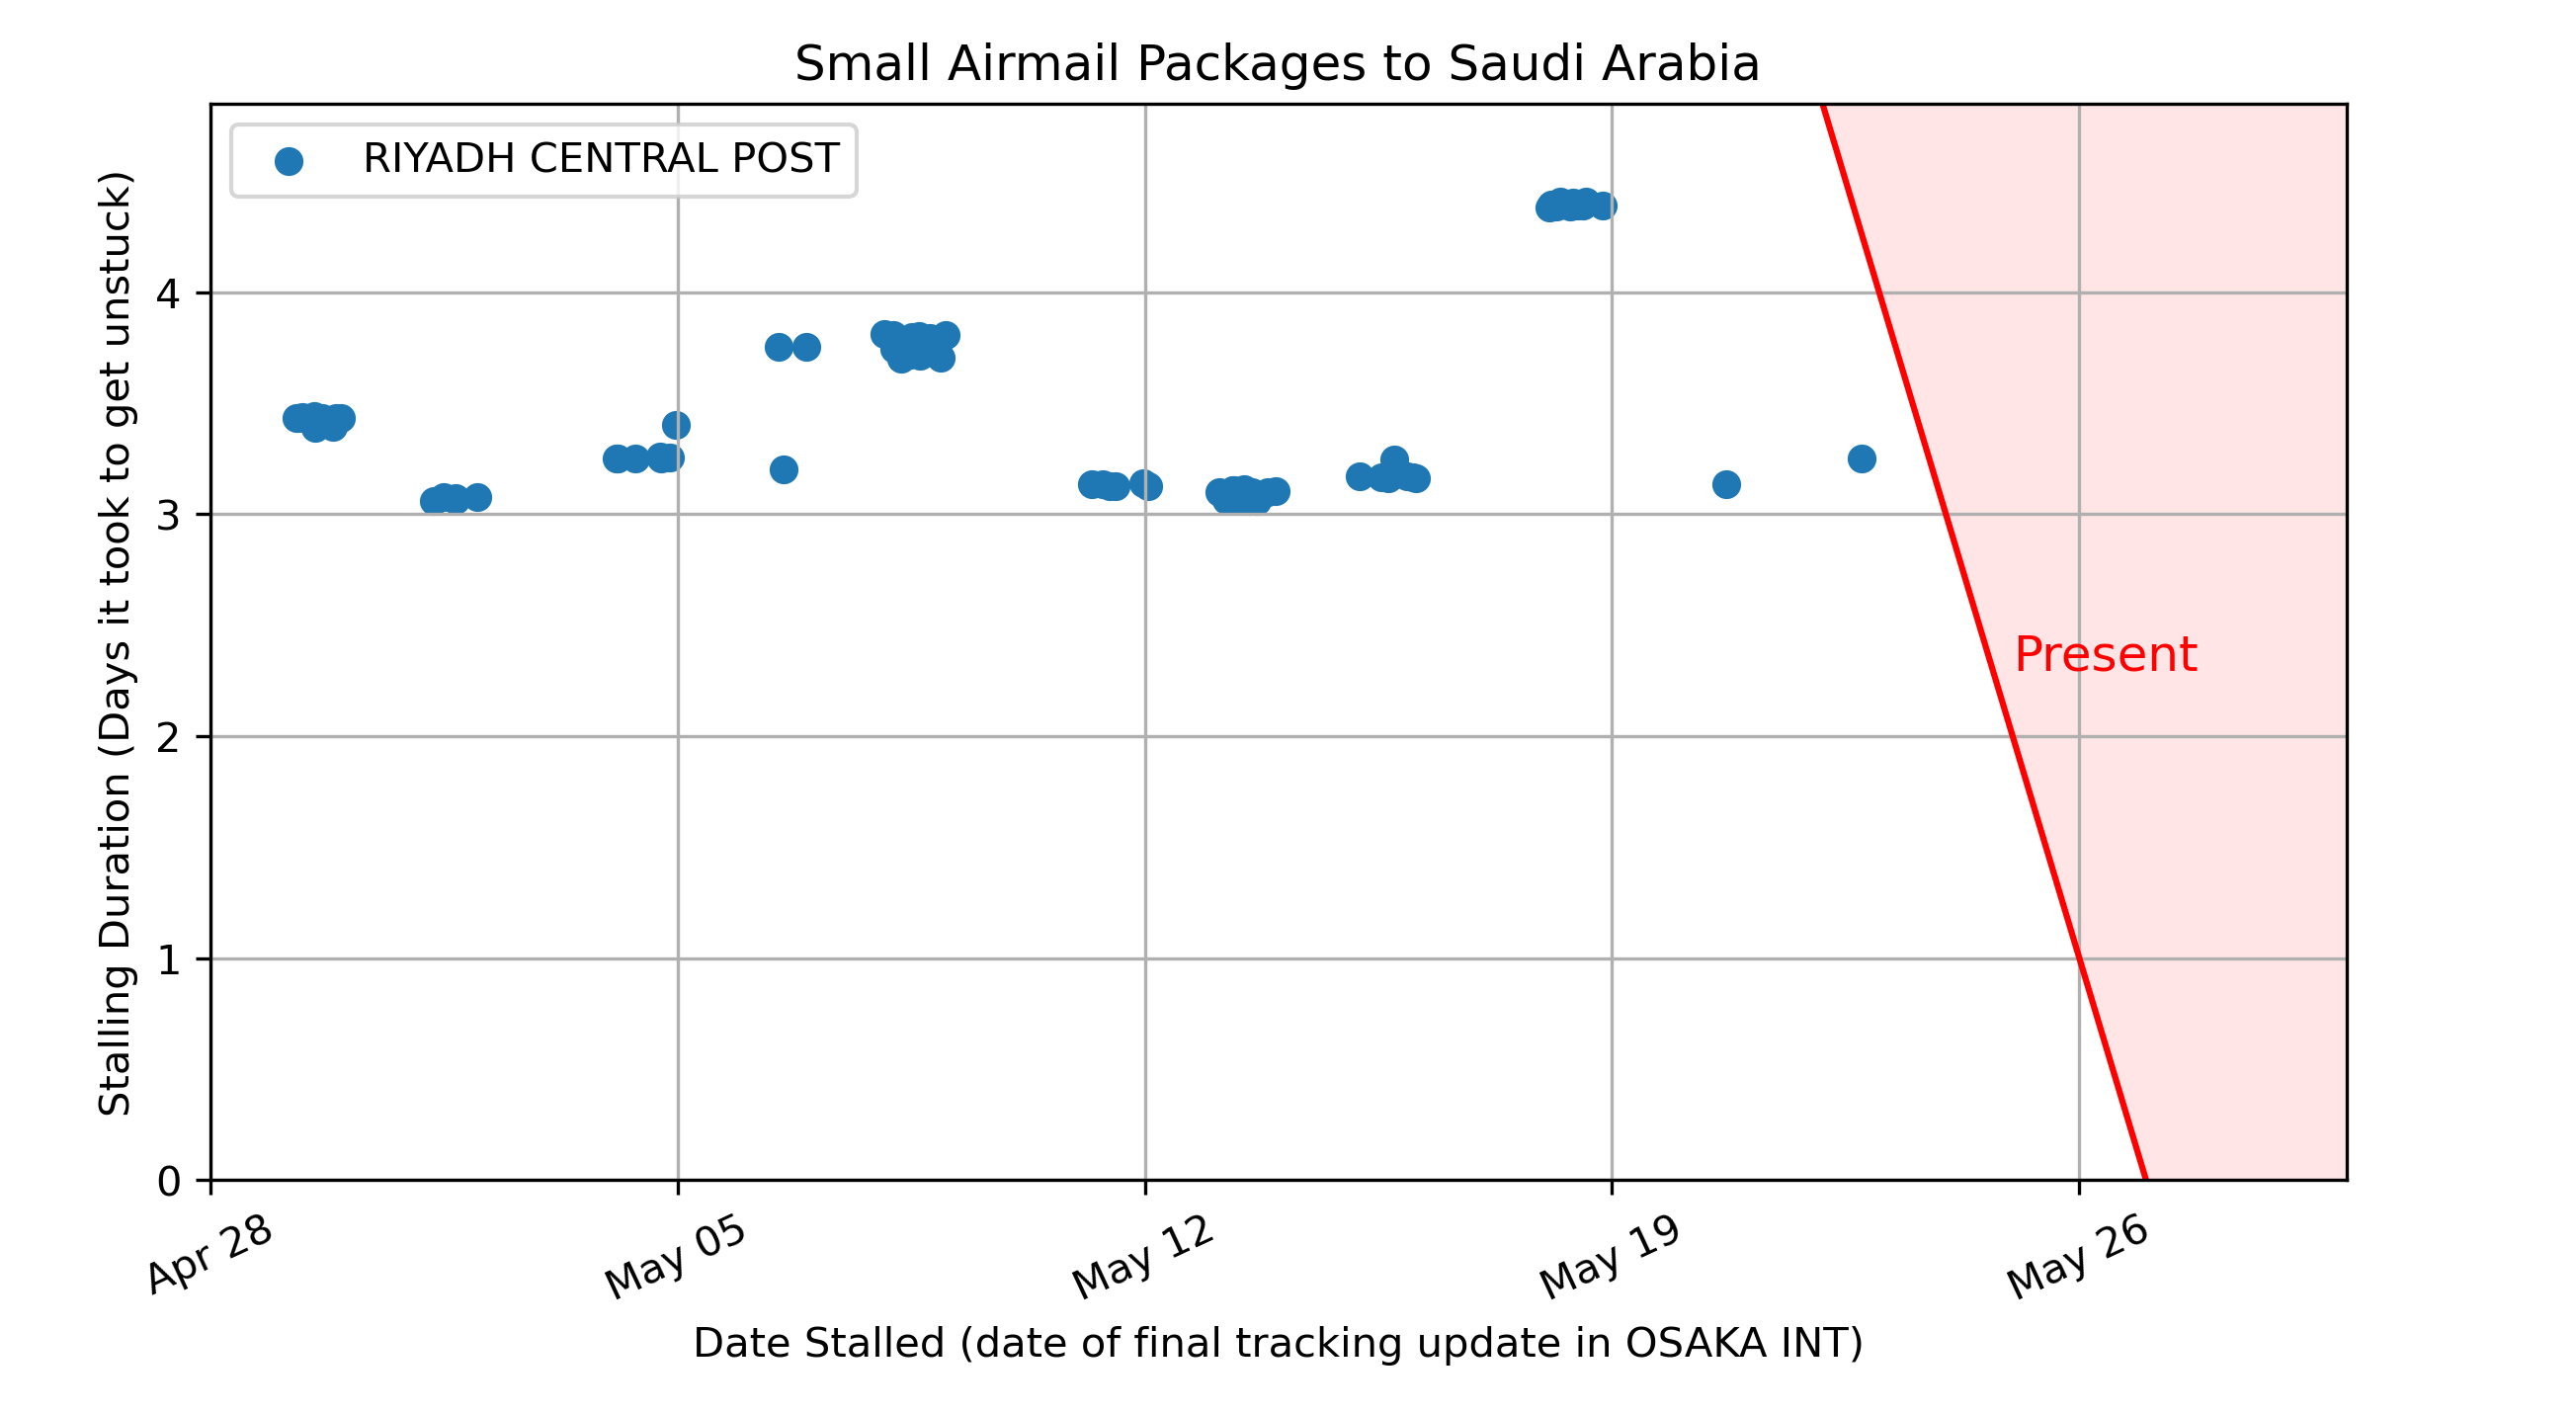 Small Airmail Packages to Saudi Arabia
RIYADH CENTRAL POST
Stalling Duration (Days it took to get unstuck)
4
3
2
1
0
Present
Apr 28
May 05
May 12
May 19
May 26
Date Stalled (date of final tracking update in OSAKA INT)